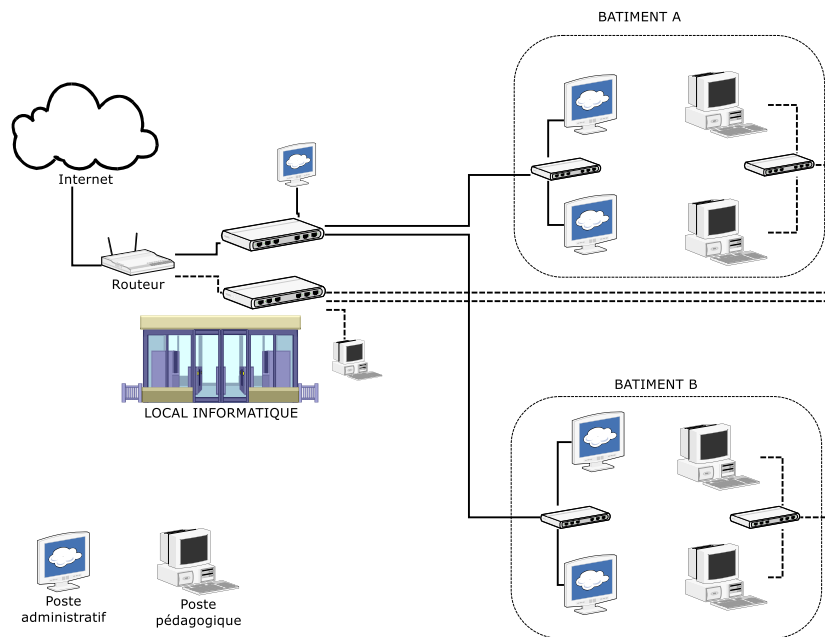 BATIMENT A
Internet
Routeur
LOCAL INFORMATIQUE
BATIMENT B
Poste
administratif
Poste
pédagogique